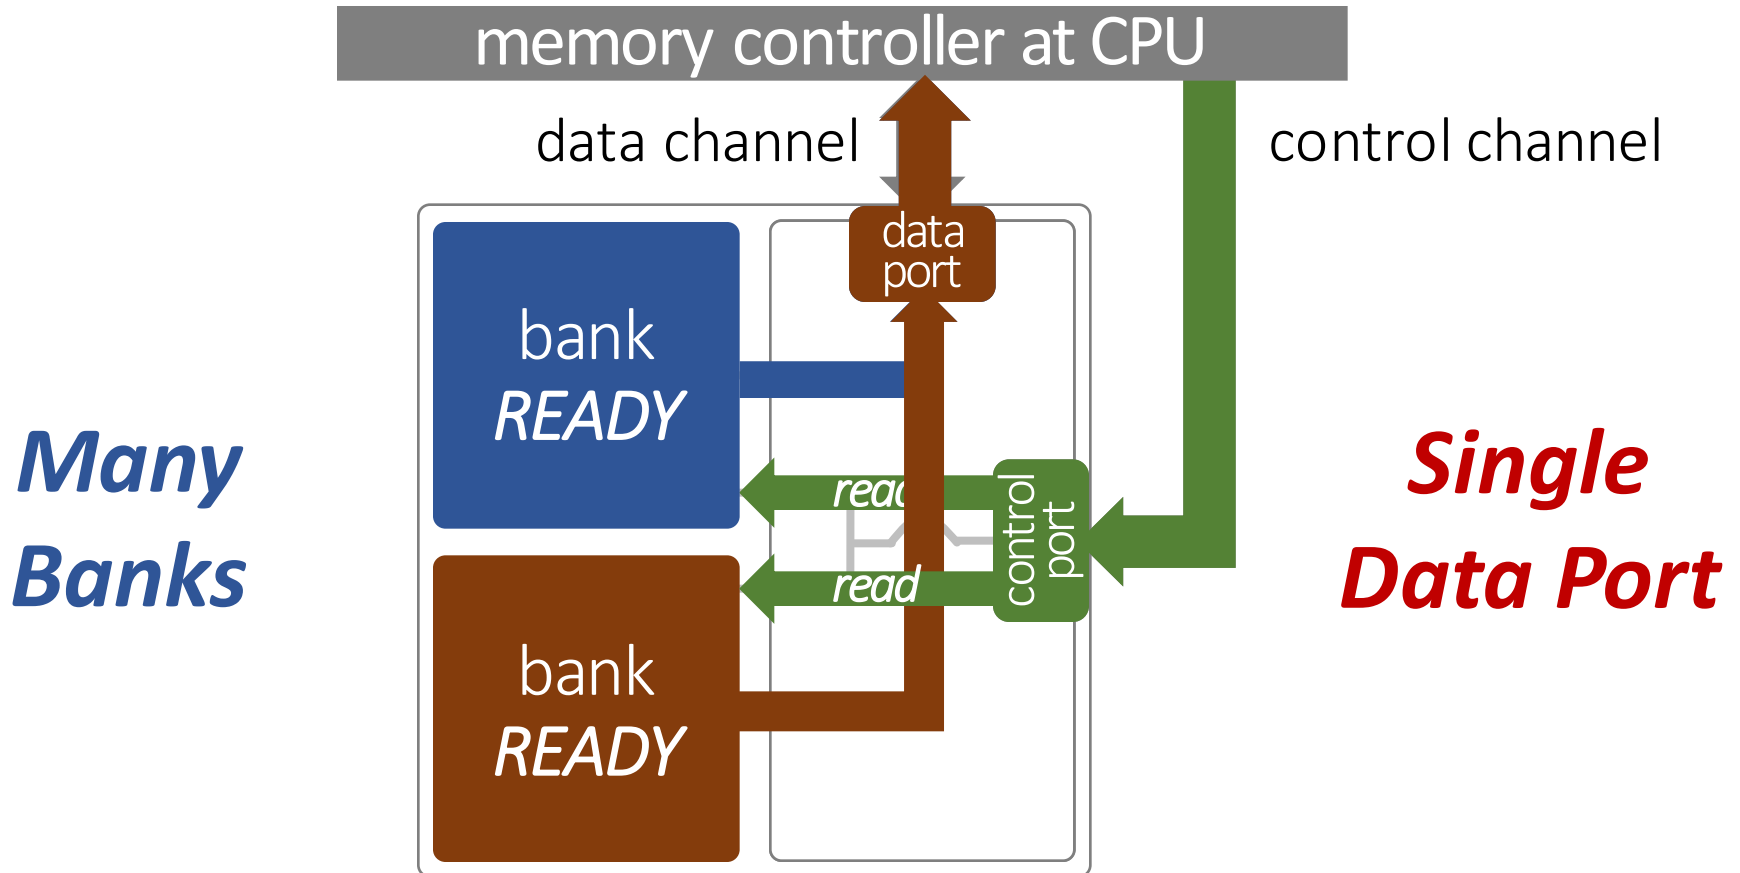 memory controller at CPU
data channel
control channel
data
port
bank
READY
Many
Banks
read
control
port
read
Single
Data Port
bank
READY